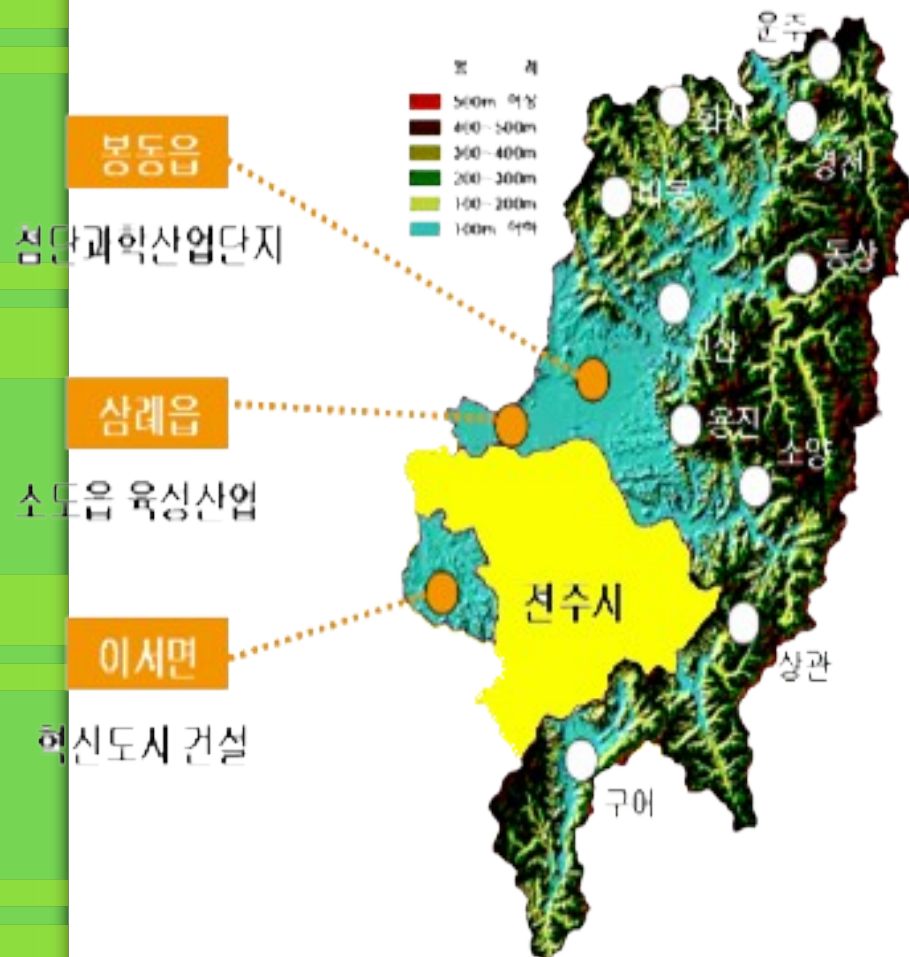 운주
범 례
500m 이상
400~500m
300~400m
200~300m
100~200m
100m 이하
화산
경천
비봉
동상
봉동읍
첨단과학산업단지
산
용진
소양
삼례읍
소도읍 육성산업
전주시
이서면
혁신도시 건설
상관
구이